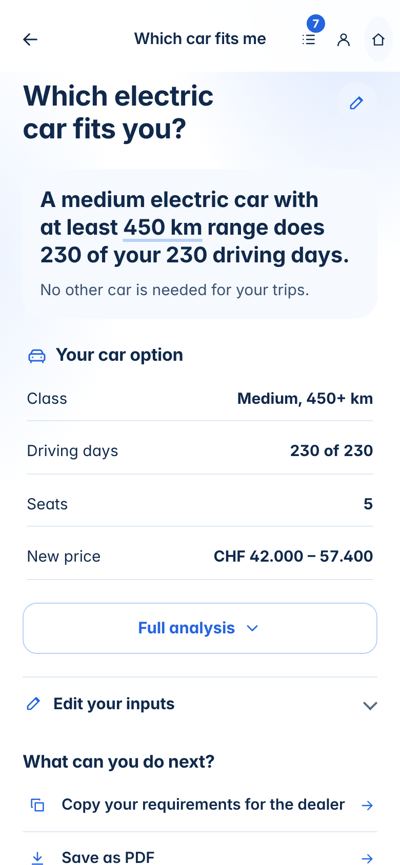 7
Which car fits me
Which electric
car fits you?
A medium electric car with
at least 450 km range does
230 of your 230 driving days.
No other car is needed for your trips.
Your car option
Class Medium, 450+ km
Driving days 230 of 230
Seats 5
New price CHF 42.000 – 57.400
Full analysis
Edit your inputs
What can you do next?
Copy your requirements for the dealer
Save as PDF